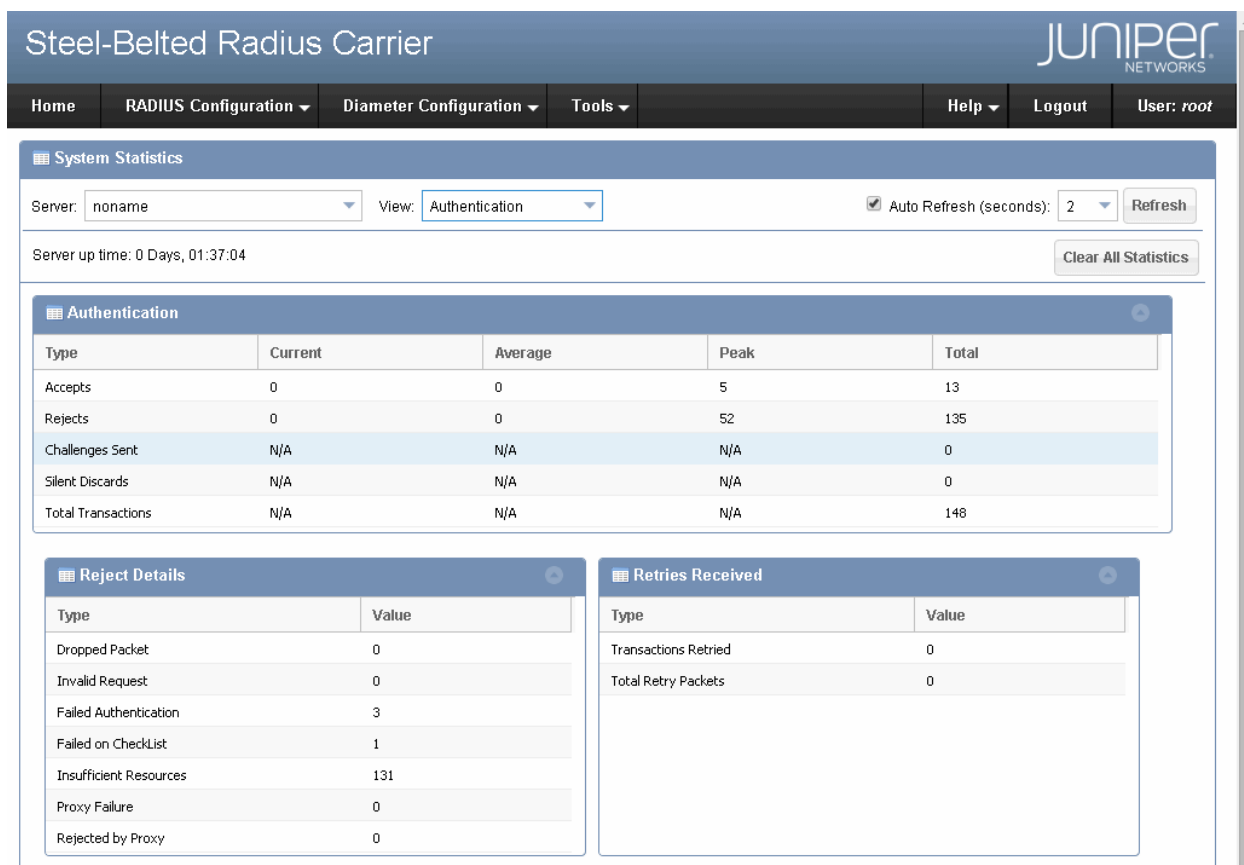 Steel-Belted Radius Carrier
JUNIPER NETWORKS
Home RADIUS Configuration Diameter Configuration Tools Help Logout User: root
System Statistics
Server: noname View: Authentication Auto Refresh (seconds): 2 Refresh
Server up time: 0 Days, 01:37:04 Clear All Statistics
Authentication
Type Current Average Peak Total
Accepts 0 0 5 13
Rejects 0 0 52 135
Challenges Sent N/A N/A N/A 0
Silent Discards N/A N/A N/A 0
Total Transactions N/A N/A N/A 148
Reject Details
Type Value
Dropped Packet 0
Invalid Request 0
Failed Authentication 3
Failed on CheckList 1
Insufficient Resources 131
Proxy Failure 0
Rejected by Proxy 0
Retries Received
Type Value
Transactions Retried 0
Total Retry Packets 0